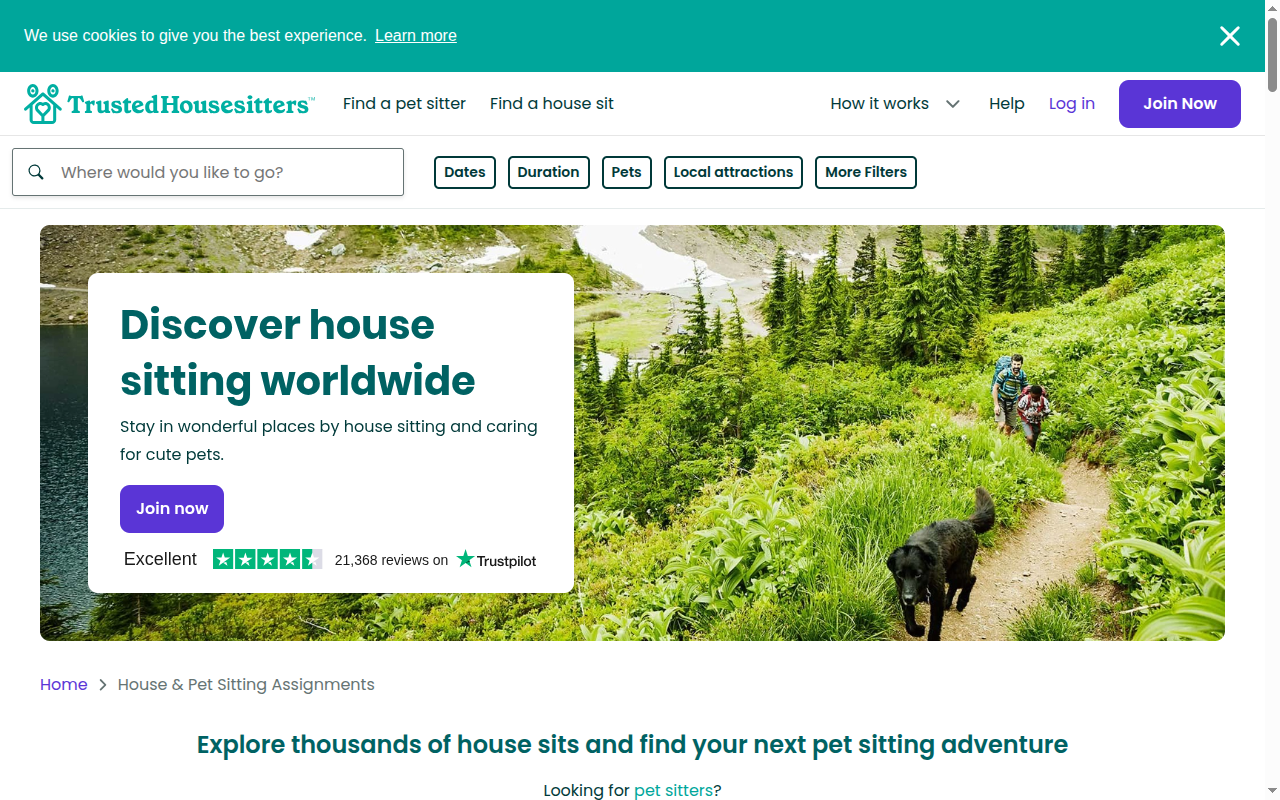 We use cookies to give you the best experience. Learn more
TrustedHousesitters™
Find a pet sitter
Find a house sit
How it works
Help
Log in
Join Now
Where would you like to go?
Dates
Duration
Pets
Local attractions
More Filters
Discover house
sitting worldwide
Stay in wonderful places by house sitting and caring
for cute pets.
Join now
Excellent
21,368 reviews on
Trustpilot
Home
House & Pet Sitting Assignments
Explore thousands of house sits and find your next pet sitting adventure
Looking for pet sitters?